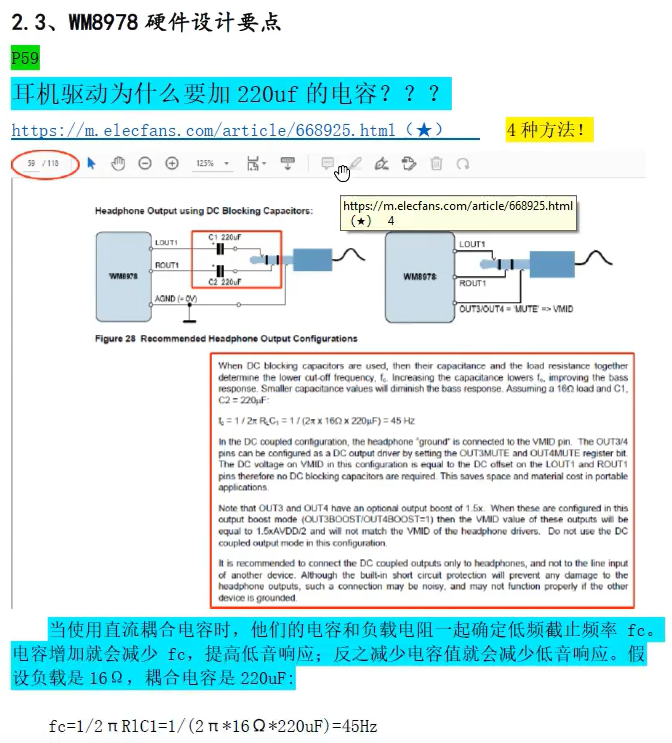 2.3、WM8978 硬件设计要点
P59
耳机驱动为什么要加 220uf 的电容？？？
https://m.elecfans.com/article/668925.html（★） 4 种方法！
59 / 118 125%
https://m.elecfans.com/article/668925.html
（★） 4
Headphone Output using DC Blocking Capacitors:
C1 220uF
LOUT1
ROUT1
WM8978
C2 220uF
AGND (= 0V)
LOUT1
WM8978
ROUT1
OUT3/OUT4 = 'MUTE' => VMID
Figure 28 Recommended Headphone Output Configurations
When DC blocking capacitors are used, then their capacitance and the load resistance together
determine the lower cut-off frequency, fc. Increasing the capacitance lowers fc, improving the bass
response. Smaller capacitance values will diminish the bass response. Assuming a 16Ω load and C1,
C2 = 220µF:
fc = 1 / 2π RLC1 = 1 / (2π x 16Ω x 220µF) = 45 Hz
In the DC coupled configuration, the headphone "ground" is connected to the VMID pin. The OUT3/4
pins can be configured as a DC output driver by setting the OUT3MUTE and OUT4MUTE register bit.
The DC voltage on VMID in this configuration is equal to the DC offset on the LOUT1 and ROUT1
pins therefore no DC blocking capacitors are required. This saves space and material cost in portable
applications.
Note that OUT3 and OUT4 have an optional output boost of 1.5x. When these are configured in this
output boost mode (OUT3BOOST/OUT4BOOST=1) then the VMID value of these outputs will be
equal to 1.5xAVDD/2 and will not match the VMID of the headphone drivers. Do not use the DC
coupled output mode in this configuration.
It is recommended to connect the DC coupled outputs only to headphones, and not to the line input
of another device. Although the built-in short circuit protection will prevent any damage to the
headphone outputs, such a connection may be noisy, and may not function properly if the other
device is grounded.
当使用直流耦合电容时，他们的电容和负载电阻一起确定低频截止频率 fc。
电容增加就会减少 fc，提高低音响应；反之减少电容值就会减少低音响应。假
设负载是 16Ω，耦合电容是 220uF:
fc=1/2πRlC1=1/(2π*16Ω*220uF)=45Hz